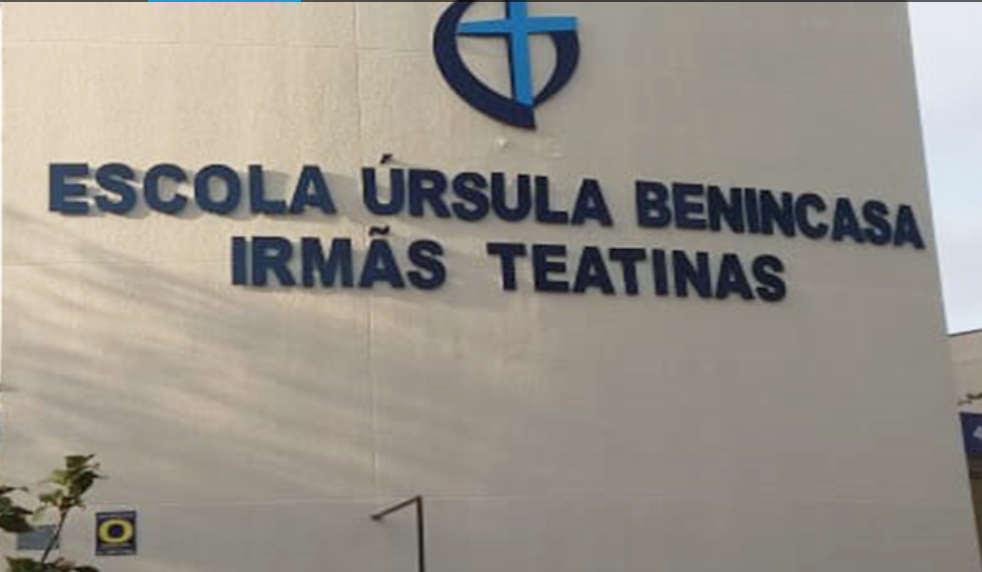 ESCOLA ÚRSULA BENINCASA
IRMÃS TEATINAS